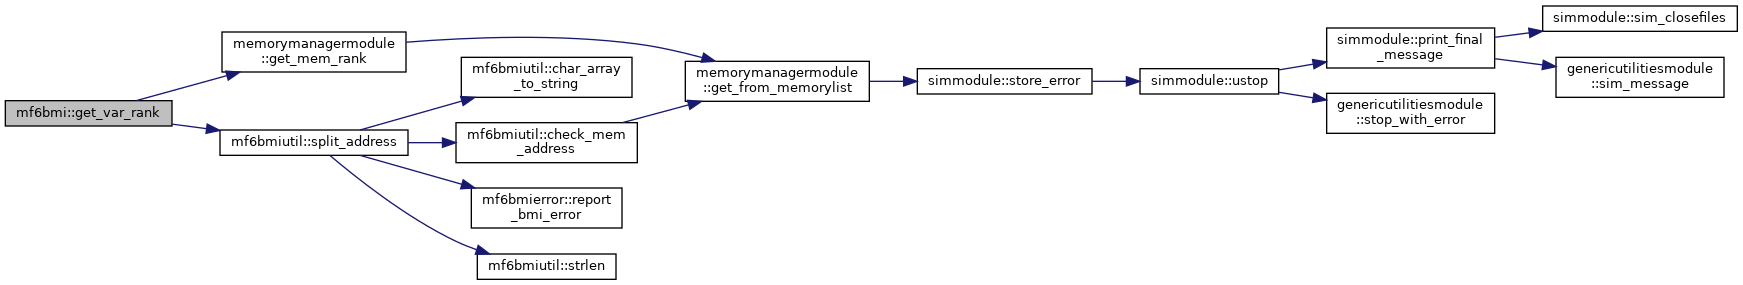 mf6bmi::get_var_rank
memorymanagermodule
::get_mem_rank
mf6bmiutil::split_address
mf6bmiutil::char_array
_to_string
mf6bmiutil::check_mem
_address
mf6bmierror::report
_bmi_error
mf6bmiutil::strlen
memorymanagermodule
::get_from_memorylist
simmodule::store_error
simmodule::ustop
simmodule::print_final
_message
genericutilitiesmodule
::stop_with_error
simmodule::sim_closefiles
genericutilitiesmodule
::sim_message